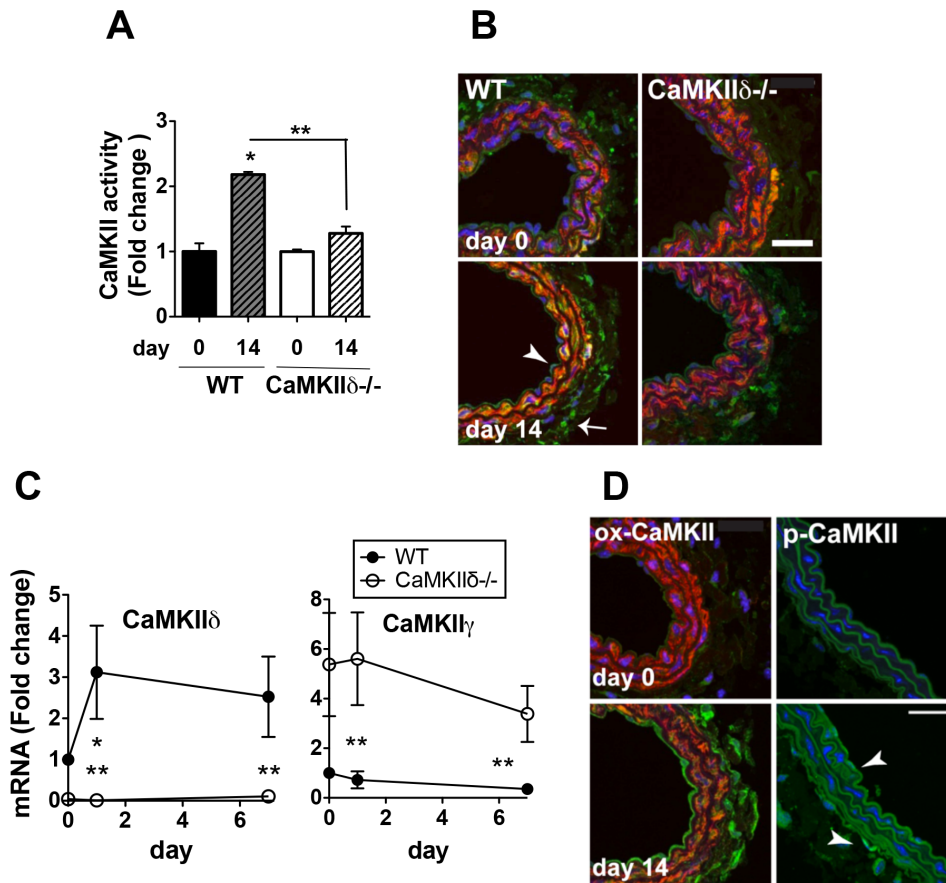 A
CaMKII activity
(Fold change )
3
2
1
0
**
*
day 0 14 0 14
WT CaMKIIδ-/-
B
WT CaMKIIδ-/-
day 0
day 14
C
WT
CaMKIIδ-/-
mRNA (Fold change)
CaMKIIδ
5
4
3
2
1
0
*
** **
0 2 4 6
day
CaMKIIγ
8
6
4
2
0
** **
0 2 4 6
day
D
ox-CaMKII p-CaMKII
day 0
day 14